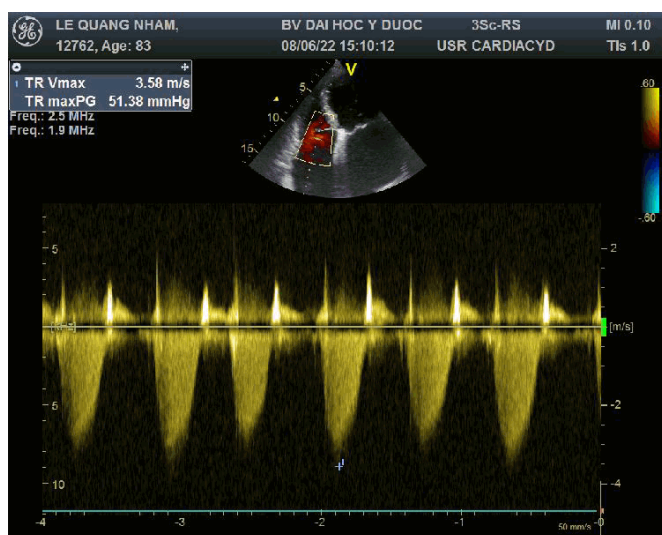 LE QUANG NHAM, BV DAI HOC Y DUOC 3Sc-RS MI 0.10
12762, Age: 83 08/06/22 15:10:12 USR CARDIACYD TIs 1.0
1 TR Vmax 3.58 m/s
TR maxPG 51.38 mmHg
Freq.: 2.5 MHz
Freq.: 1.9 MHz
V
5
10
15
.60
-.60
5
2
[m/s]
-5
-2
-10
-4
-4 -3 -2 -1 -0
50 mm/s
1